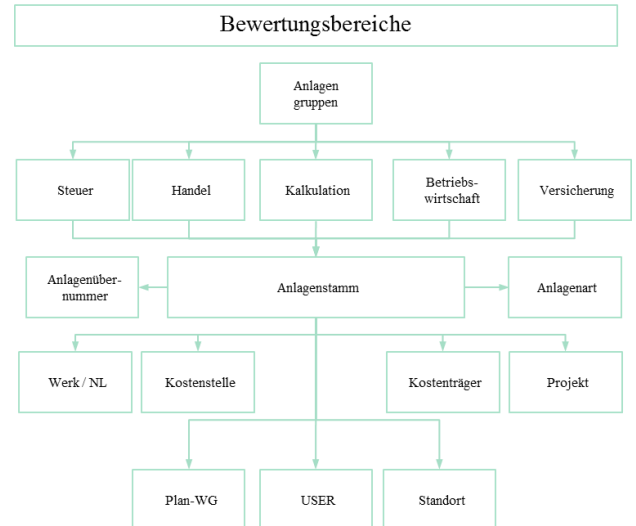 Bewertungsbereiche
Anlagen
gruppen
Steuer
Handel
Kalkulation
Betriebs-
wirtschaft
Versicherung
Anlagenüber-
nummer
Anlagenstamm
Anlagenart
Werk / NL
Kostenstelle
Kostenträger
Projekt
Plan-WG
USER
Standort